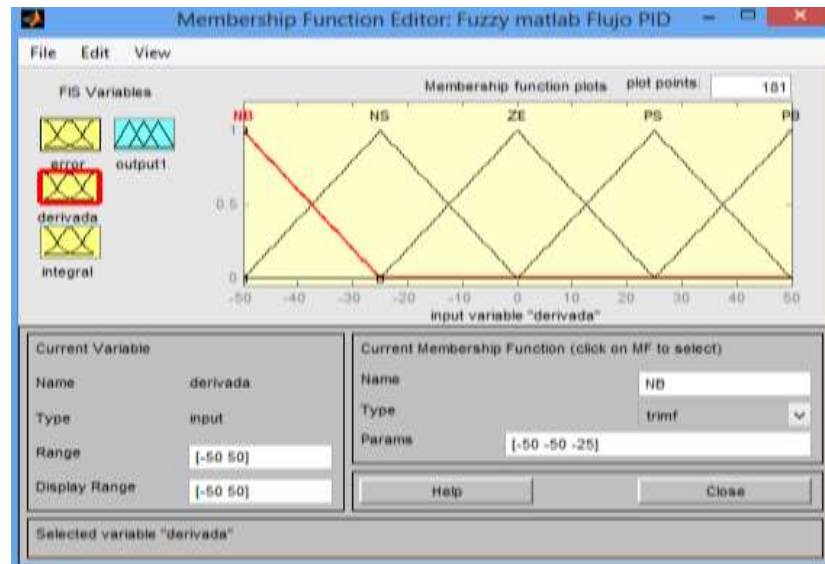 Membership Function Editor: Fuzzy matlab Flujo PID
File Edit View
FIS Variables
error
output1
derivada
integral
Membership function plots
plot points:
181
NB NS ZE PS PB
1
0.5
0
-50 -40 -30 -20 -10 0 10 20 30 40 50
input variable "derivada"
Current Variable
Name derivada
Type input
Range [-50 50]
Display Range [-50 50]
Current Membership Function (click on MF to select)
Name NB
Type trimf
Params [-50 -50 -25]
Help Close
Selected variable "derivada"